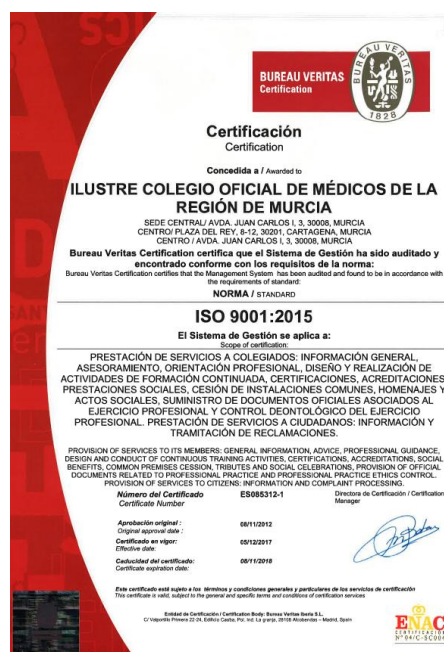 BUREAU VERITAS
Certification
BUREAU VERITAS
1828
Certificación
Certification
Concedida a / Awarded to
ILUSTRE COLEGIO OFICIAL DE MÉDICOS DE LA
REGIÓN DE MURCIA
SEDE CENTRAL/ AVDA. JUAN CARLOS I, 3, 30008, MURCIA
CENTRO/ PLAZA DEL REY, 8-12, 30201, CARTAGENA, MURCIA
CENTRO / AVDA. JUAN CARLOS I, 3, 30008, MURCIA
Bureau Veritas Certification certifica que el Sistema de Gestión ha sido auditado y
encontrado conforme con los requisitos de la norma:
Bureau Veritas Certification certifies that the Management System has been audited and found to be in accordance with
the requirements of standard:
NORMA / STANDARD
ISO 9001:2015
El Sistema de Gestión se aplica a:
Scope of certification:
PRESTACIÓN DE SERVICIOS A COLEGIADOS: INFORMACIÓN GENERAL,
ASESORAMIENTO, ORIENTACIÓN PROFESIONAL, DISEÑO Y REALIZACIÓN DE
ACTIVIDADES DE FORMACIÓN CONTINUADA, CERTIFICACIONES, ACREDITACIONES
PRESTACIONES SOCIALES, CESIÓN DE INSTALACIONES COMUNES, HOMENAJES Y
ACTOS SOCIALES, SUMINISTRO DE DOCUMENTOS OFICIALES ASOCIADOS AL
EJERCICIO PROFESIONAL Y CONTROL DEONTOLÓGICO DEL EJERCICIO
PROFESIONAL. PRESTACIÓN DE SERVICIOS A CIUDADANOS: INFORMACIÓN Y
TRAMITACIÓN DE RECLAMACIONES.
PROVISION OF SERVICES TO ITS MEMBERS: GENERAL INFORMATION, ADVICE, PROFESSIONAL GUIDANCE,
DESIGN AND CONDUCT OF CONTINUOUS TRAINING ACTIVITIES, CERTIFICATIONS, ACCREDITATIONS, SOCIAL
BENEFITS, COMMON PREMISES CESSION, TRIBUTES AND SOCIAL CELEBRATIONS, PROVISION OF OFFICIAL
DOCUMENTS RELATED TO PROFESSIONAL PRACTICE AND PROFESSIONAL PRACTICE ETHICS CONTROL.
PROVISION OF SERVICES TO CITIZENS: INFORMATION AND COMPLAINT PROCESSING.
Número del Certificado ES085312-1 Directora de Certificación / Certification
Certificate Number Manager
Aprobación original : 08/11/2012
Original approval date :
Certificado en vigor: 05/12/2017
Effective date:
Caducidad del certificado: 08/11/2018
Certificate expiration date:
Este certificado está sujeto a los términos y condiciones generales y particulares de los servicios de certificación
This certificate is valid, subject to the general and specific terms and conditions of certification services
Entidad de Certificación / Certification Body: Bureau Veritas Iberia S.L.
C/ Valportillo Primera 22-24, Edificio Caoba, Pol. Ind. La granja, 28108 Alcobendas – Madrid, Spain
ENAC
CERTIFICACIÓN
Nº 04/C-SC004